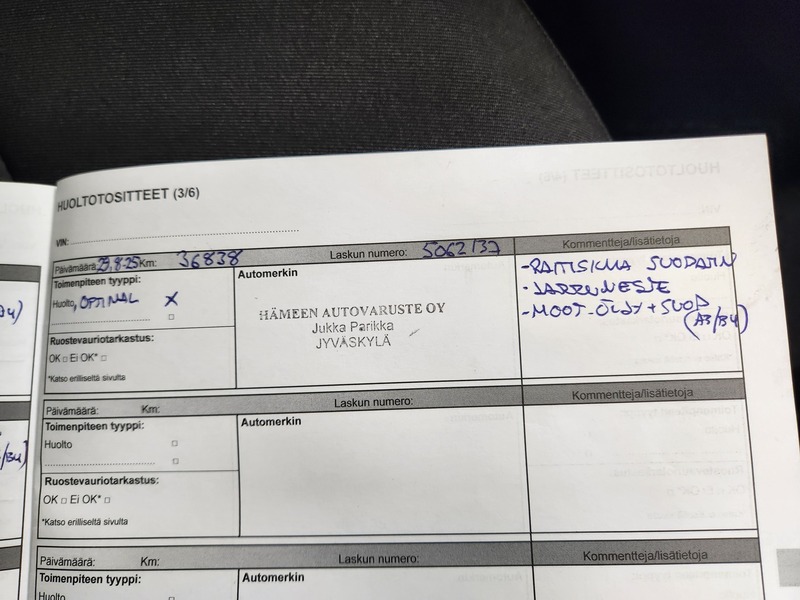 HUOLTOTOSITTEET (3/6)
VIN:
Päivämäärä: 29.8.25 Km: 36838 Laskun numero: 5062137 Kommentteja/lisätietoja
Toimenpiteen tyyppi: Automerkin
Huolto, OPTIMAL X
HÄMEEN AUTOVARUSTE OY
Jukka Parikka
JYVÄSKYLÄ
- RAITISILMA SUODATIN
- JARRUNESTE
- MOOT-ÖLJY + SUOD
(A3/B4)
Ruostevauriotarkastus:
OK □ Ei OK* □
*Katso erilliseltä sivulta
Päivämäärä: Km: Laskun numero: Kommentteja/lisätietoja
Toimenpiteen tyyppi: Automerkin
Huolto □
□
Ruostevauriotarkastus:
OK □ Ei OK* □
*Katso erilliseltä sivulta
Päivämäärä: Km: Laskun numero: Kommentteja/lisätietoja
Toimenpiteen tyyppi: Automerkin
Huolto □